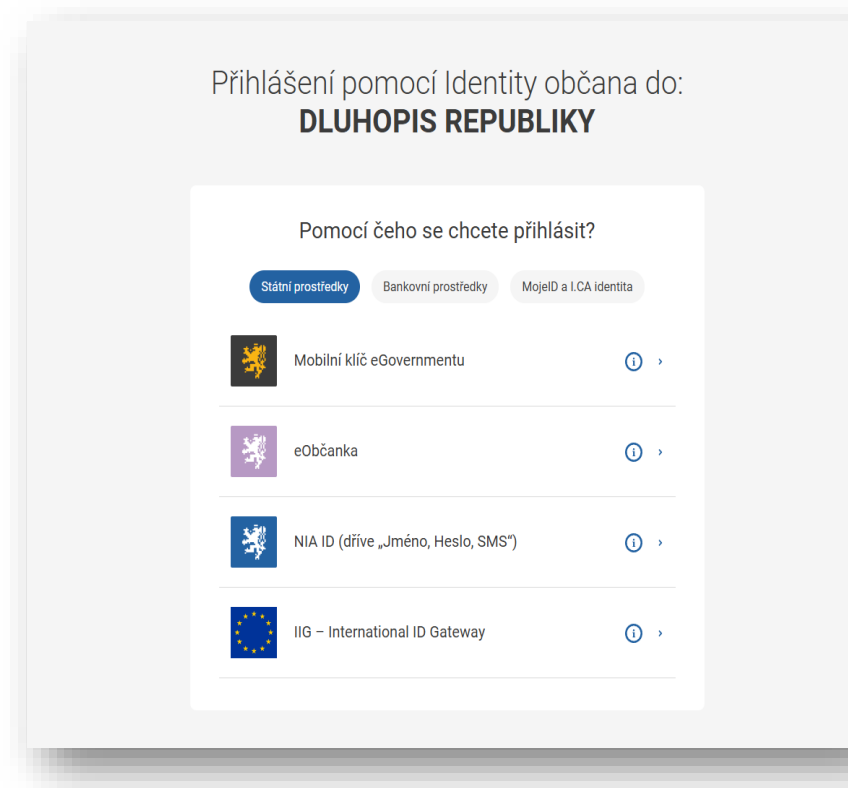 Přihlášení pomocí Identity občana do:
DLUHOPIS REPUBLIKY
Pomocí čeho se chcete přihlásit?
Státní prostředky
Bankovní prostředky
MojeID a I.CA identita
Mobilní klíč eGovernmentu
eObčanka
NIA ID (dříve „Jméno, Heslo, SMS“)
IIG – International ID Gateway